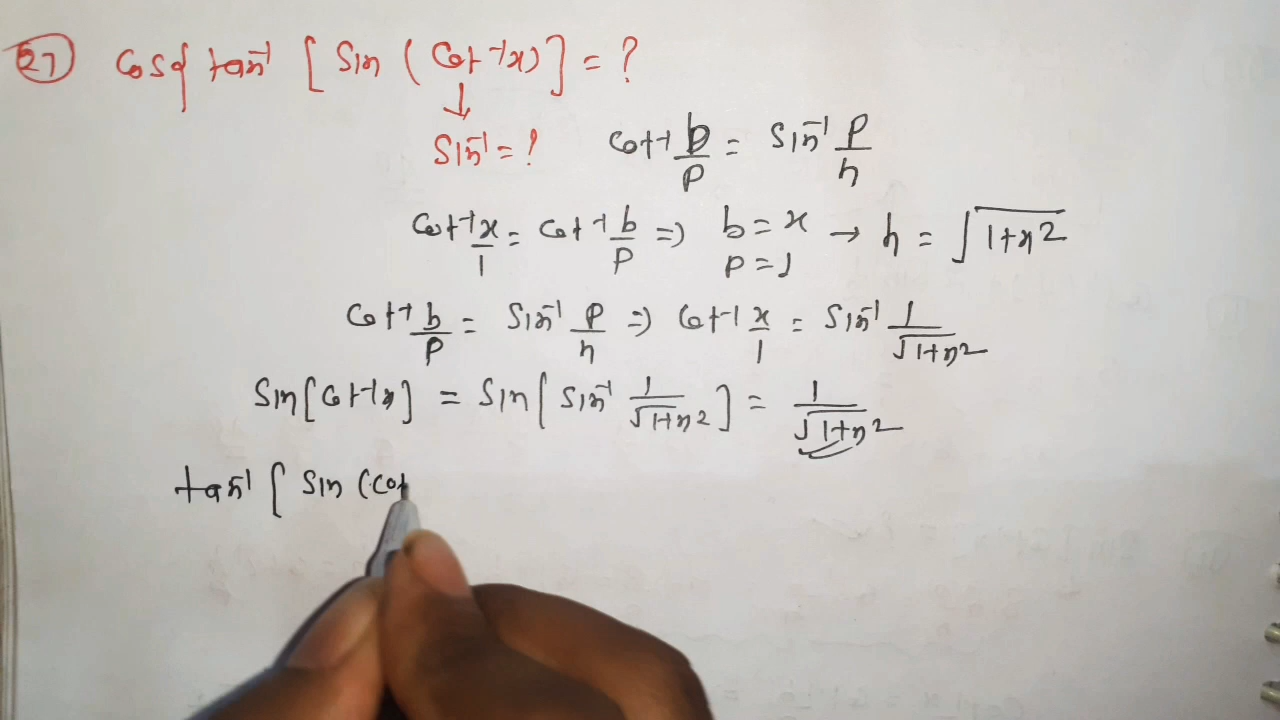 27 cos{ tan⁻¹ [ sin ( cot⁻¹x) ] = ?
↓
sin⁻¹ = ? cot⁻¹ b/p = sin⁻¹ p/h
cot⁻¹ x/1 = cot⁻¹ b/p ⇒ b = x p = 1 → h = √1+x²
cot⁻¹ b/p = sin⁻¹ p/h ⇒ cot⁻¹ x/1 = sin⁻¹ 1/√1+x²
sin[cot⁻¹x] = sin[ sin⁻¹ 1/√1+x² ] = 1/√1+x²
tan⁻¹ [ sin (cot